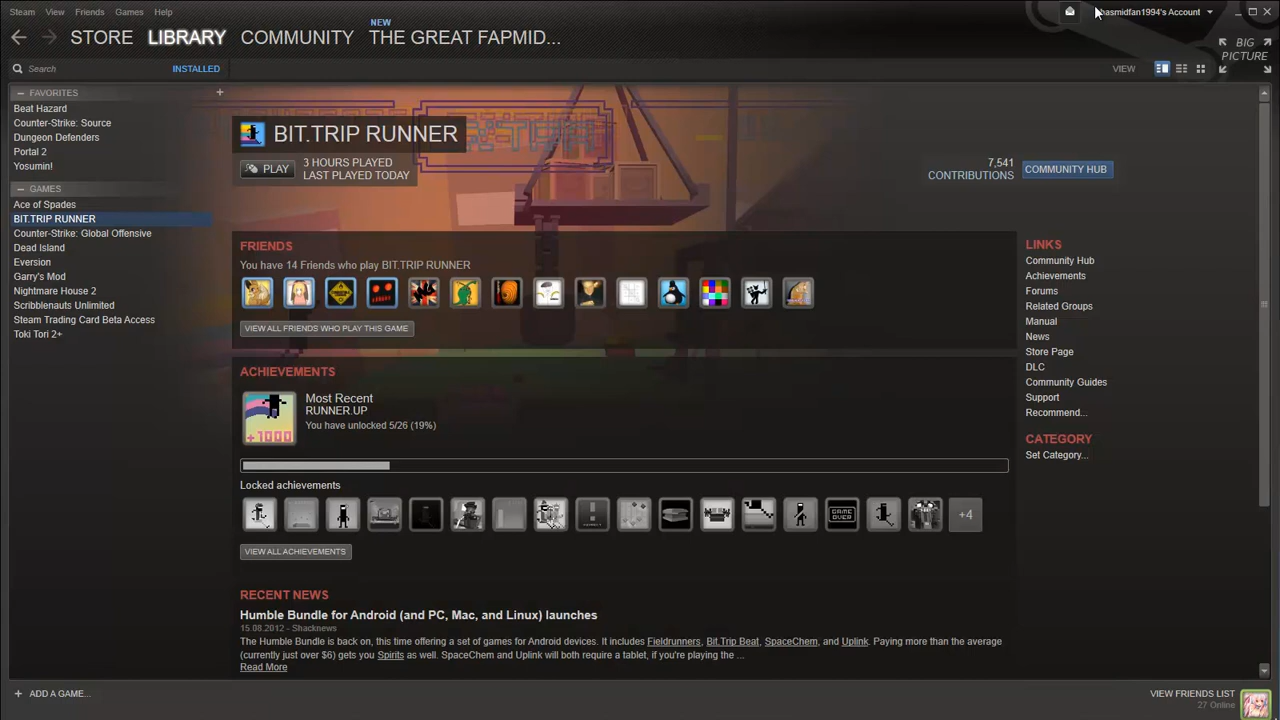 Steam View Friends Games Help
hasmidfan1994's Account
NEW
STORE LIBRARY COMMUNITY THE GREAT FAPMID...
BIG PICTURE
Search INSTALLED
VIEW
FAVORITES
Beat Hazard
Counter-Strike: Source
Dungeon Defenders
Portal 2
Yosumin!
GAMES
Ace of Spades
BIT.TRIP RUNNER
Counter-Strike: Global Offensive
Dead Island
Eversion
Garry's Mod
Nightmare House 2
Scribblenauts Unlimited
Steam Trading Card Beta Access
Toki Tori 2+
BIT.TRIP RUNNER
PLAY
3 HOURS PLAYED
LAST PLAYED TODAY
7,541
CONTRIBUTIONS
COMMUNITY HUB
FRIENDS
You have 14 Friends who play BIT.TRIP RUNNER
VIEW ALL FRIENDS WHO PLAY THIS GAME
ACHIEVEMENTS
Most Recent
RUNNER.UP
You have unlocked 5/26 (19%)
+1000
Locked achievements
GAME OVER
+4
VIEW ALL ACHIEVEMENTS
RECENT NEWS
Humble Bundle for Android (and PC, Mac, and Linux) launches
15.08.2012 - Shacknews
The Humble Bundle is back on, this time offering a set of games for Android devices. It includes Fieldrunners, Bit.Trip Beat, SpaceChem, and Uplink. Paying more than the average
(currently just over $6) gets you Spirits as well. SpaceChem and Uplink will both require a tablet, if you're playing the ...
Read More
LINKS
Community Hub
Achievements
Forums
Related Groups
Manual
News
Store Page
DLC
Community Guides
Support
Recommend...
CATEGORY
Set Category...
ADD A GAME...
VIEW FRIENDS LIST
27 Online